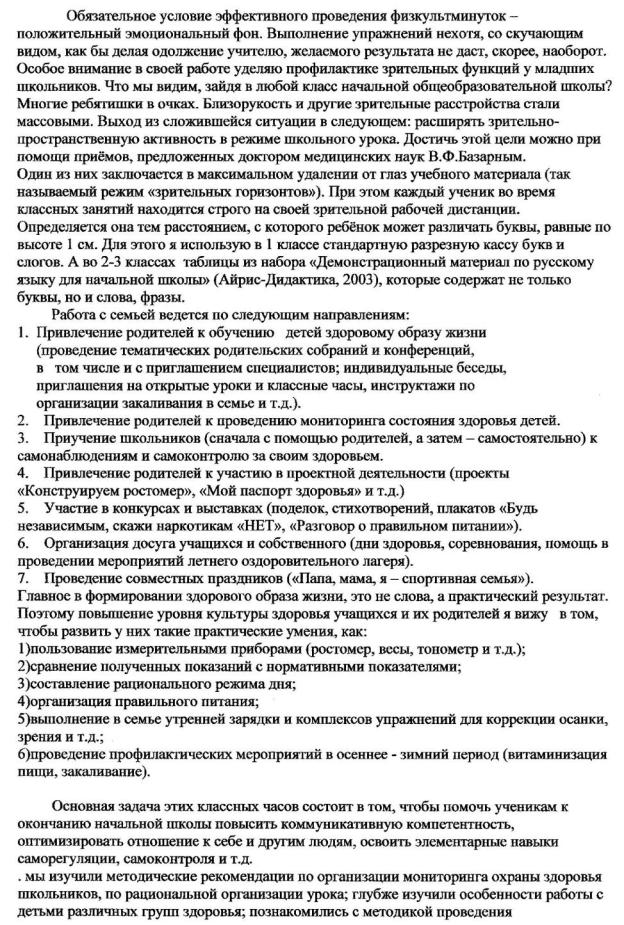 Обязательное условие эффективного проведения физкультминуток –
положительный эмоциональный фон. Выполнение упражнений нехотя, со скучающим
видом, как бы делая одолжение учителю, желаемого результата не даст, скорее, наоборот.
Особое внимание в своей работе уделяю профилактике зрительных функций у младших
школьников. Что мы видим, зайдя в любой класс начальной общеобразовательной школы?
Многие ребятишки в очках. Близорукость и другие зрительные расстройства стали
массовыми. Выход из сложившейся ситуации в следующем: расширять зрительно-
пространственную активность в режиме школьного урока. Достичь этой цели можно при
помощи приёмов, предложенных доктором медицинских наук В.Ф.Базарным.
Один из них заключается в максимальном удалении от глаз учебного материала (так
называемый режим «зрительных горизонтов»). При этом каждый ученик во время
классных занятий находится строго на своей зрительной рабочей дистанции.
Определяется она тем расстоянием, с которого ребёнок может различать буквы, равные по
высоте 1 см. Для этого я использую в 1 классе стандартную разрезную кассу букв и
слогов. А во 2-3 классах таблицы из набора «Демонстрационный материал по русскому
языку для начальной школы» (Айрис-Дидактика, 2003), которые содержат не только
буквы, но и слова, фразы.
Работа с семьей ведется по следующим направлениям:
1. Привлечение родителей к обучению детей здоровому образу жизни
(проведение тематических родительских собраний и конференций,
в том числе и с приглашением специалистов; индивидуальные беседы,
приглашения на открытые уроки и классные часы, инструктажи по
организации закаливания в семье и т.д.).
2. Привлечение родителей к проведению мониторинга состояния здоровья детей.
3. Приучение школьников (сначала с помощью родителей, а затем – самостоятельно) к
самонаблюдениям и самоконтролю за своим здоровьем.
4. Привлечение родителей к участию в проектной деятельности (проекты
«Конструируем ростомер», «Мой паспорт здоровья» и т.д.)
5. Участие в конкурсах и выставках (поделок, стихотворений, плакатов «Будь
независимым, скажи наркотикам «НЕТ», «Разговор о правильном питании»).
6. Организация досуга учащихся и собственного (дни здоровья, соревнования, помощь в
проведении мероприятий летнего оздоровительного лагеря).
7. Проведение совместных праздников («Папа, мама, я – спортивная семья»).
Главное в формировании здорового образа жизни, это не слова, а практический результат.
Поэтому повышение уровня культуры здоровья учащихся и их родителей я вижу в том,
чтобы развить у них такие практические умения, как:
1)пользование измерительными приборами (ростомер, весы, тонометр и т.д.);
2)сравнение полученных показаний с нормативными показателями;
3)составление рационального режима дня;
4)организация правильного питания;
5)выполнение в семье утренней зарядки и комплексов упражнений для коррекции осанки,
зрения и т.д.;
6)проведение профилактических мероприятий в осеннее - зимний период (витаминизация
пищи, закаливание).
Основная задача этих классных часов состоит в том, чтобы помочь ученикам к
окончанию начальной школы повысить коммуникативную компетентность,
оптимизировать отношение к себе и другим людям, освоить элементарные навыки
саморегуляции, самоконтроля и т.д.
. мы изучили методические рекомендации по организации мониторинга охраны здоровья
школьников, по рациональной организации урока; глубже изучили особенности работы с
детьми различных групп здоровья; познакомились с методикой проведения